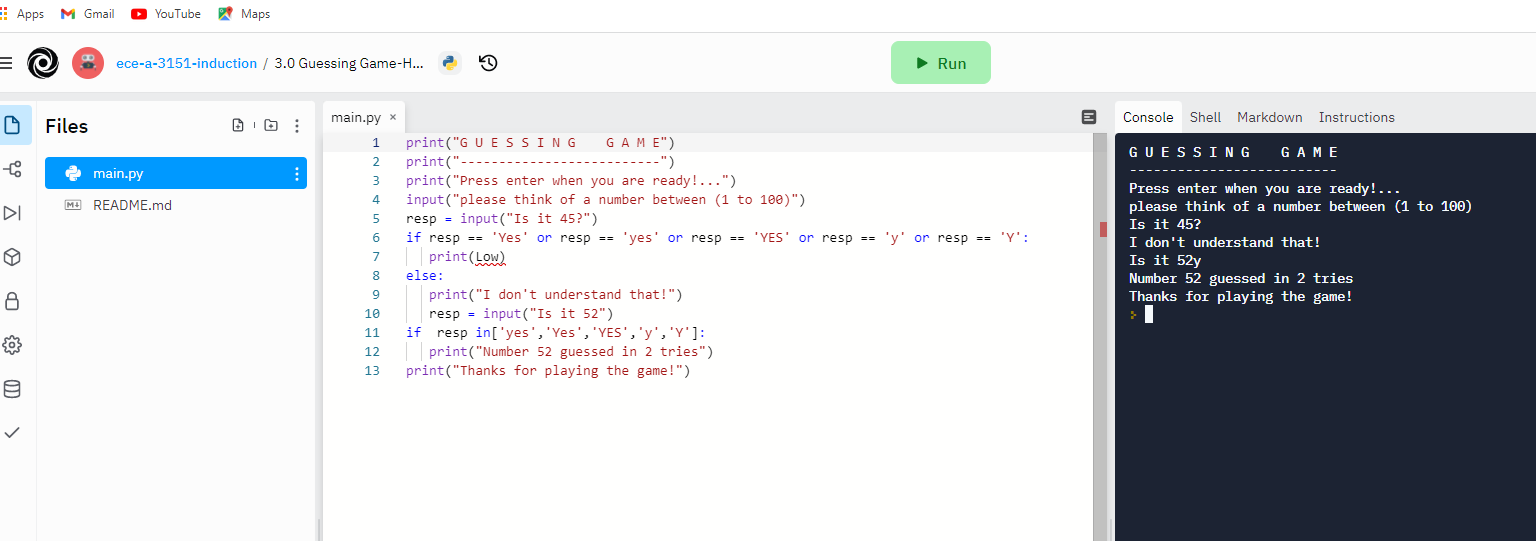 Apps Gmail YouTube Maps
ece-a-3151-induction / 3.0 Guessing Game-H...
Run
Files
main.py
README.md
main.py ×
1 print("G U E S S I N G    G A M E")
2 print("--------------------------")
3 print("Press enter when you are ready!...")
4 input("please think of a number between (1 to 100)")
5 resp = input("Is it 45?")
6 if resp == 'Yes' or resp == 'yes' or resp == 'YES' or resp == 'y' or resp == 'Y':
7    print(Low)
8 else:
9    print("I don't understand that!")
10    resp = input("Is it 52")
11 if  resp in['yes','Yes','YES','y','Y']:
12    print("Number 52 guessed in 2 tries")
13 print("Thanks for playing the game!")
Console Shell Markdown Instructions
G U E S S I N G    G A M E
--------------------------
Press enter when you are ready!...
please think of a number between (1 to 100)
Is it 45?
I don't understand that!
Is it 52y
Number 52 guessed in 2 tries
Thanks for playing the game!